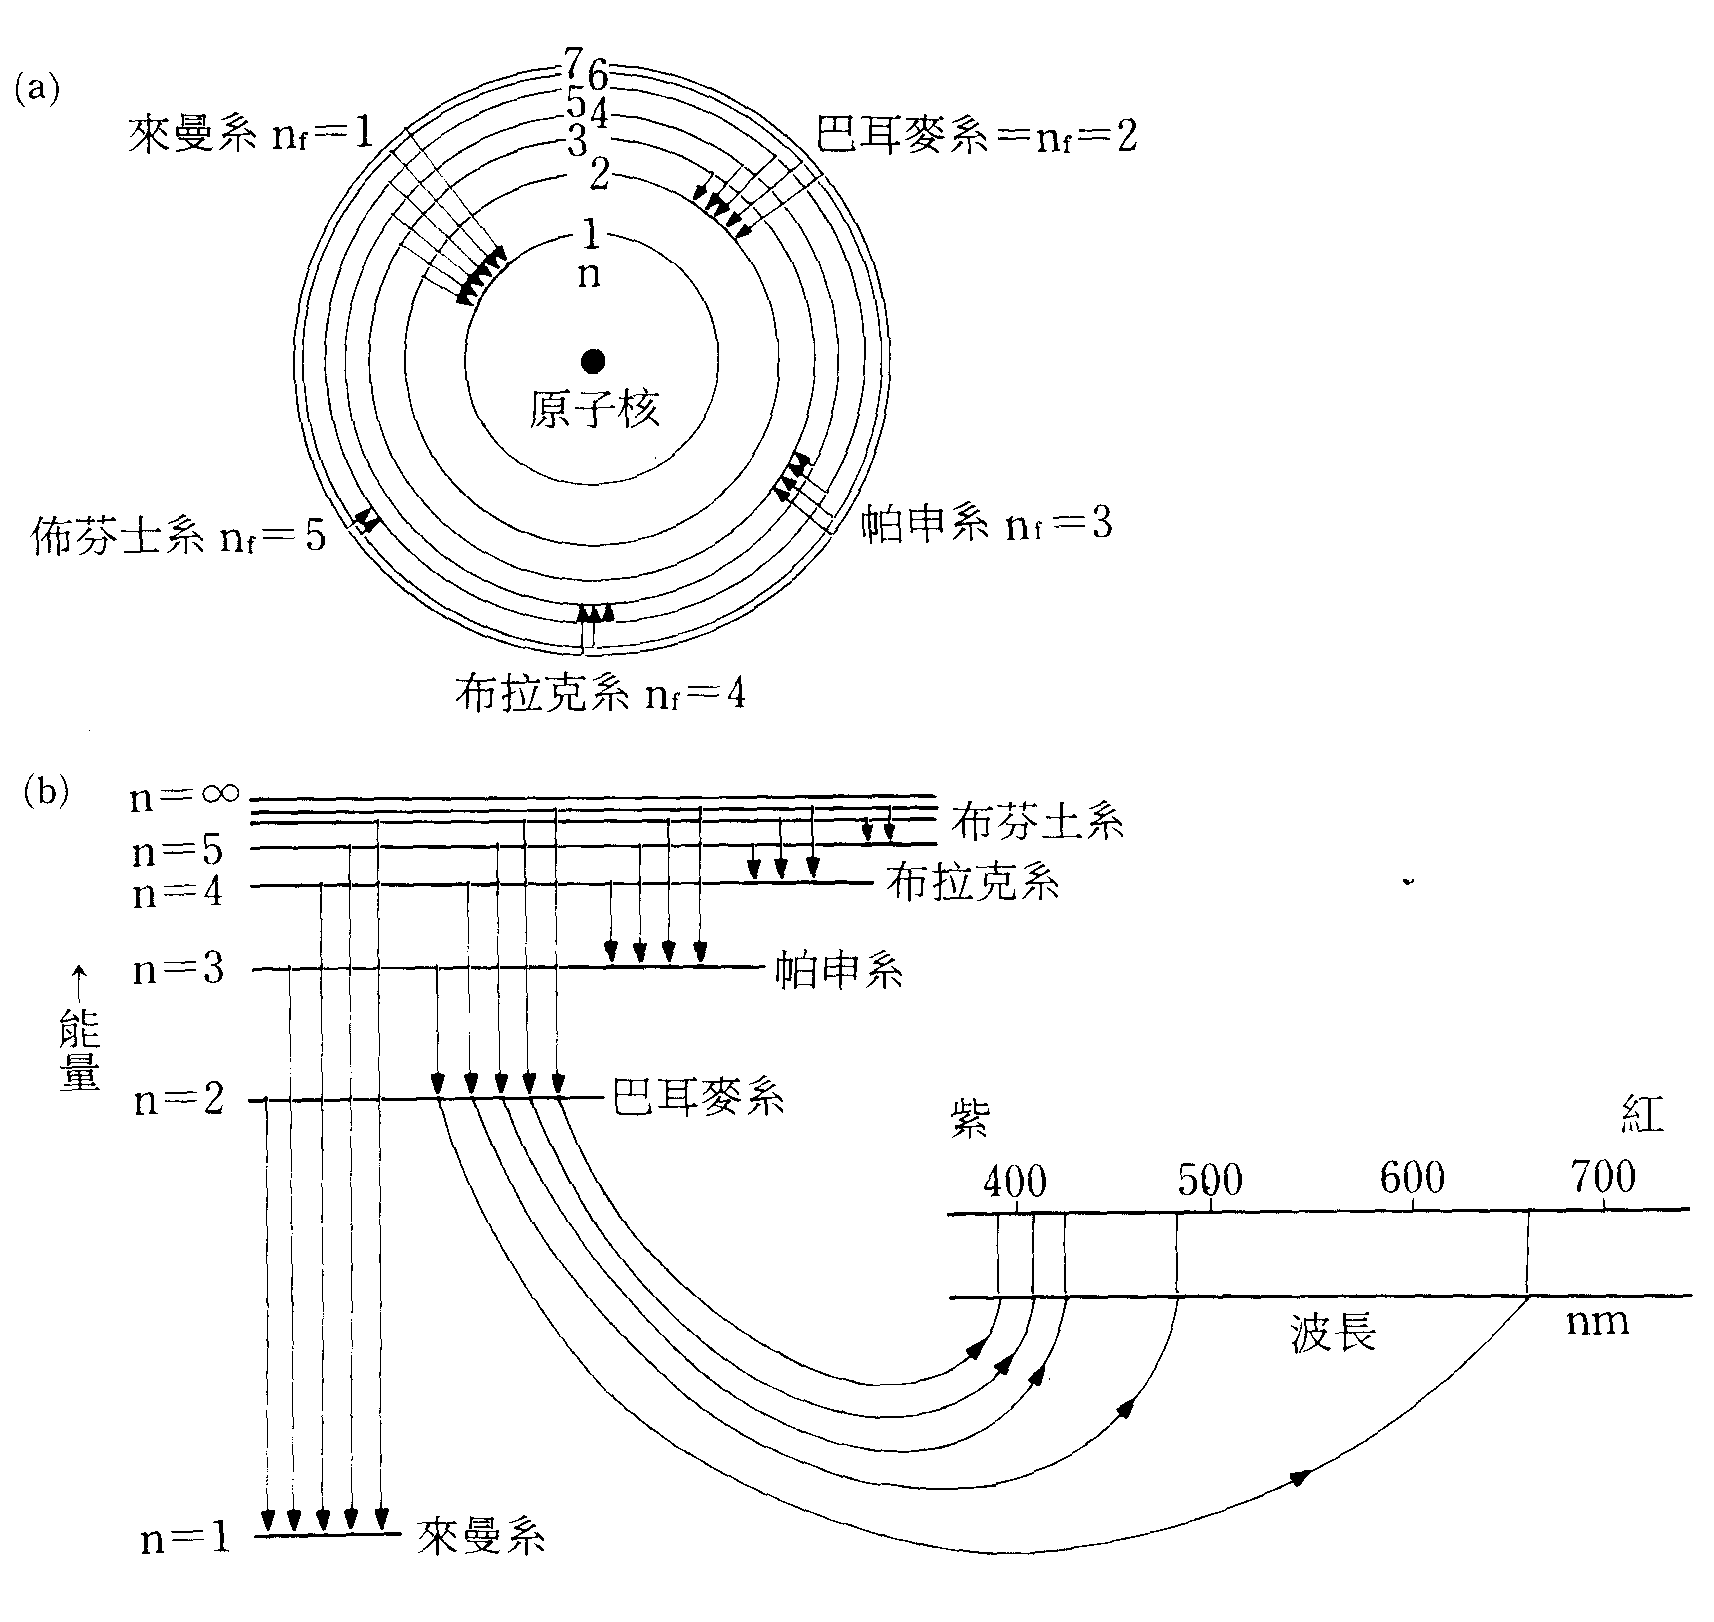 (a)
7
6
5
4
3
2
1
n
來曼系 nf=1
巴耳麥系=nf=2
原子核
佈芬士系 nf=5
帕申系 nf=3
布拉克系 nf=4
(b)
n=∞
布芬士系
n=5
布拉克系
n=4
n=3
帕申系
↑能量
n=2
巴耳麥系
紫
紅
400 500 600 700
波長
nm
n=1
來曼系